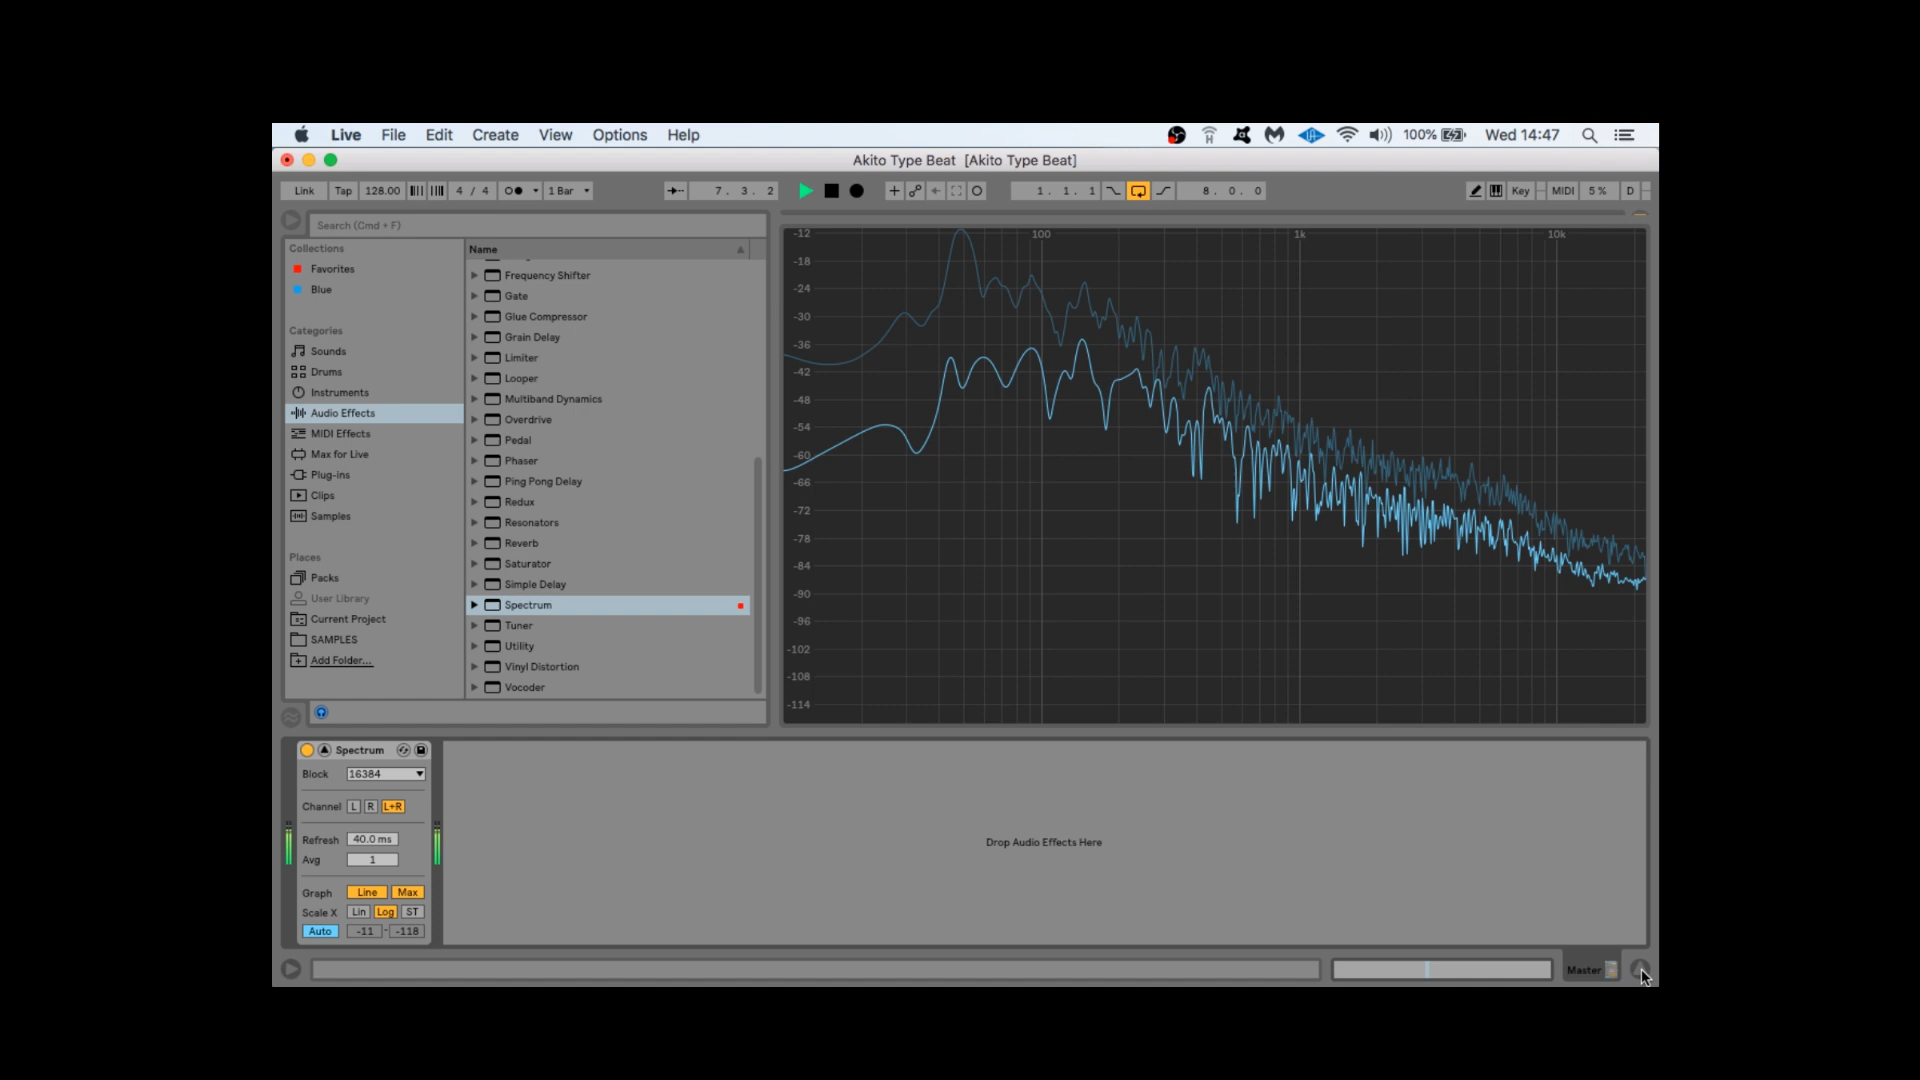 Live File Edit Create View Options Help 100% Wed 14:47
Akito Type Beat [Akito Type Beat]
Link Tap 128.00 4 / 4 1 Bar 7. 3. 2 1. 1. 1 8. 0. 0 Key MIDI 5 % D
Search (Cmd + F)
Collections
Favorites
Blue
Categories
Sounds
Drums
Instruments
Audio Effects
MIDI Effects
Max for Live
Plug-ins
Clips
Samples
Places
Packs
User Library
Current Project
SAMPLES
Add Folder...
Name
Frequency Shifter
Gate
Glue Compressor
Grain Delay
Limiter
Looper
Multiband Dynamics
Overdrive
Pedal
Phaser
Ping Pong Delay
Redux
Resonators
Reverb
Saturator
Simple Delay
Spectrum
Tuner
Utility
Vinyl Distortion
Vocoder
100 1k 10k
-12
-18
-24
-30
-36
-42
-48
-54
-60
-66
-72
-78
-84
-90
-96
-102
-108
-114
Spectrum
Block 16384
Channel L R L+R
Refresh 40.0 ms
Avg 1
Graph Line Max
Scale X Lin Log ST
Auto -11 - -118
Drop Audio Effects Here
Master